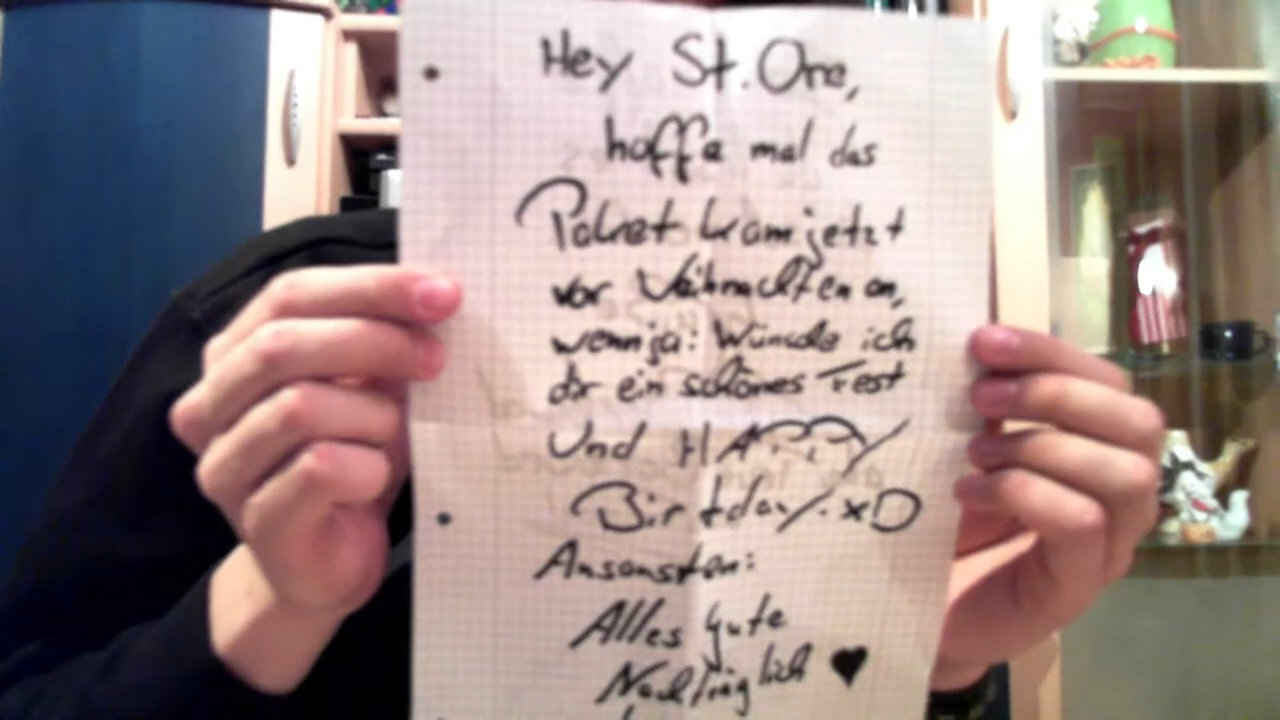 Hey St. One,
hoffe mal das
Paket kam jetzt
vor Weihnachten an,
wenn ja: Wünsche ich
dir ein schönes Fest
Und HAPPY
Birtday. xD
Ansonsten:
Alles Gute
Nachträglich ♥